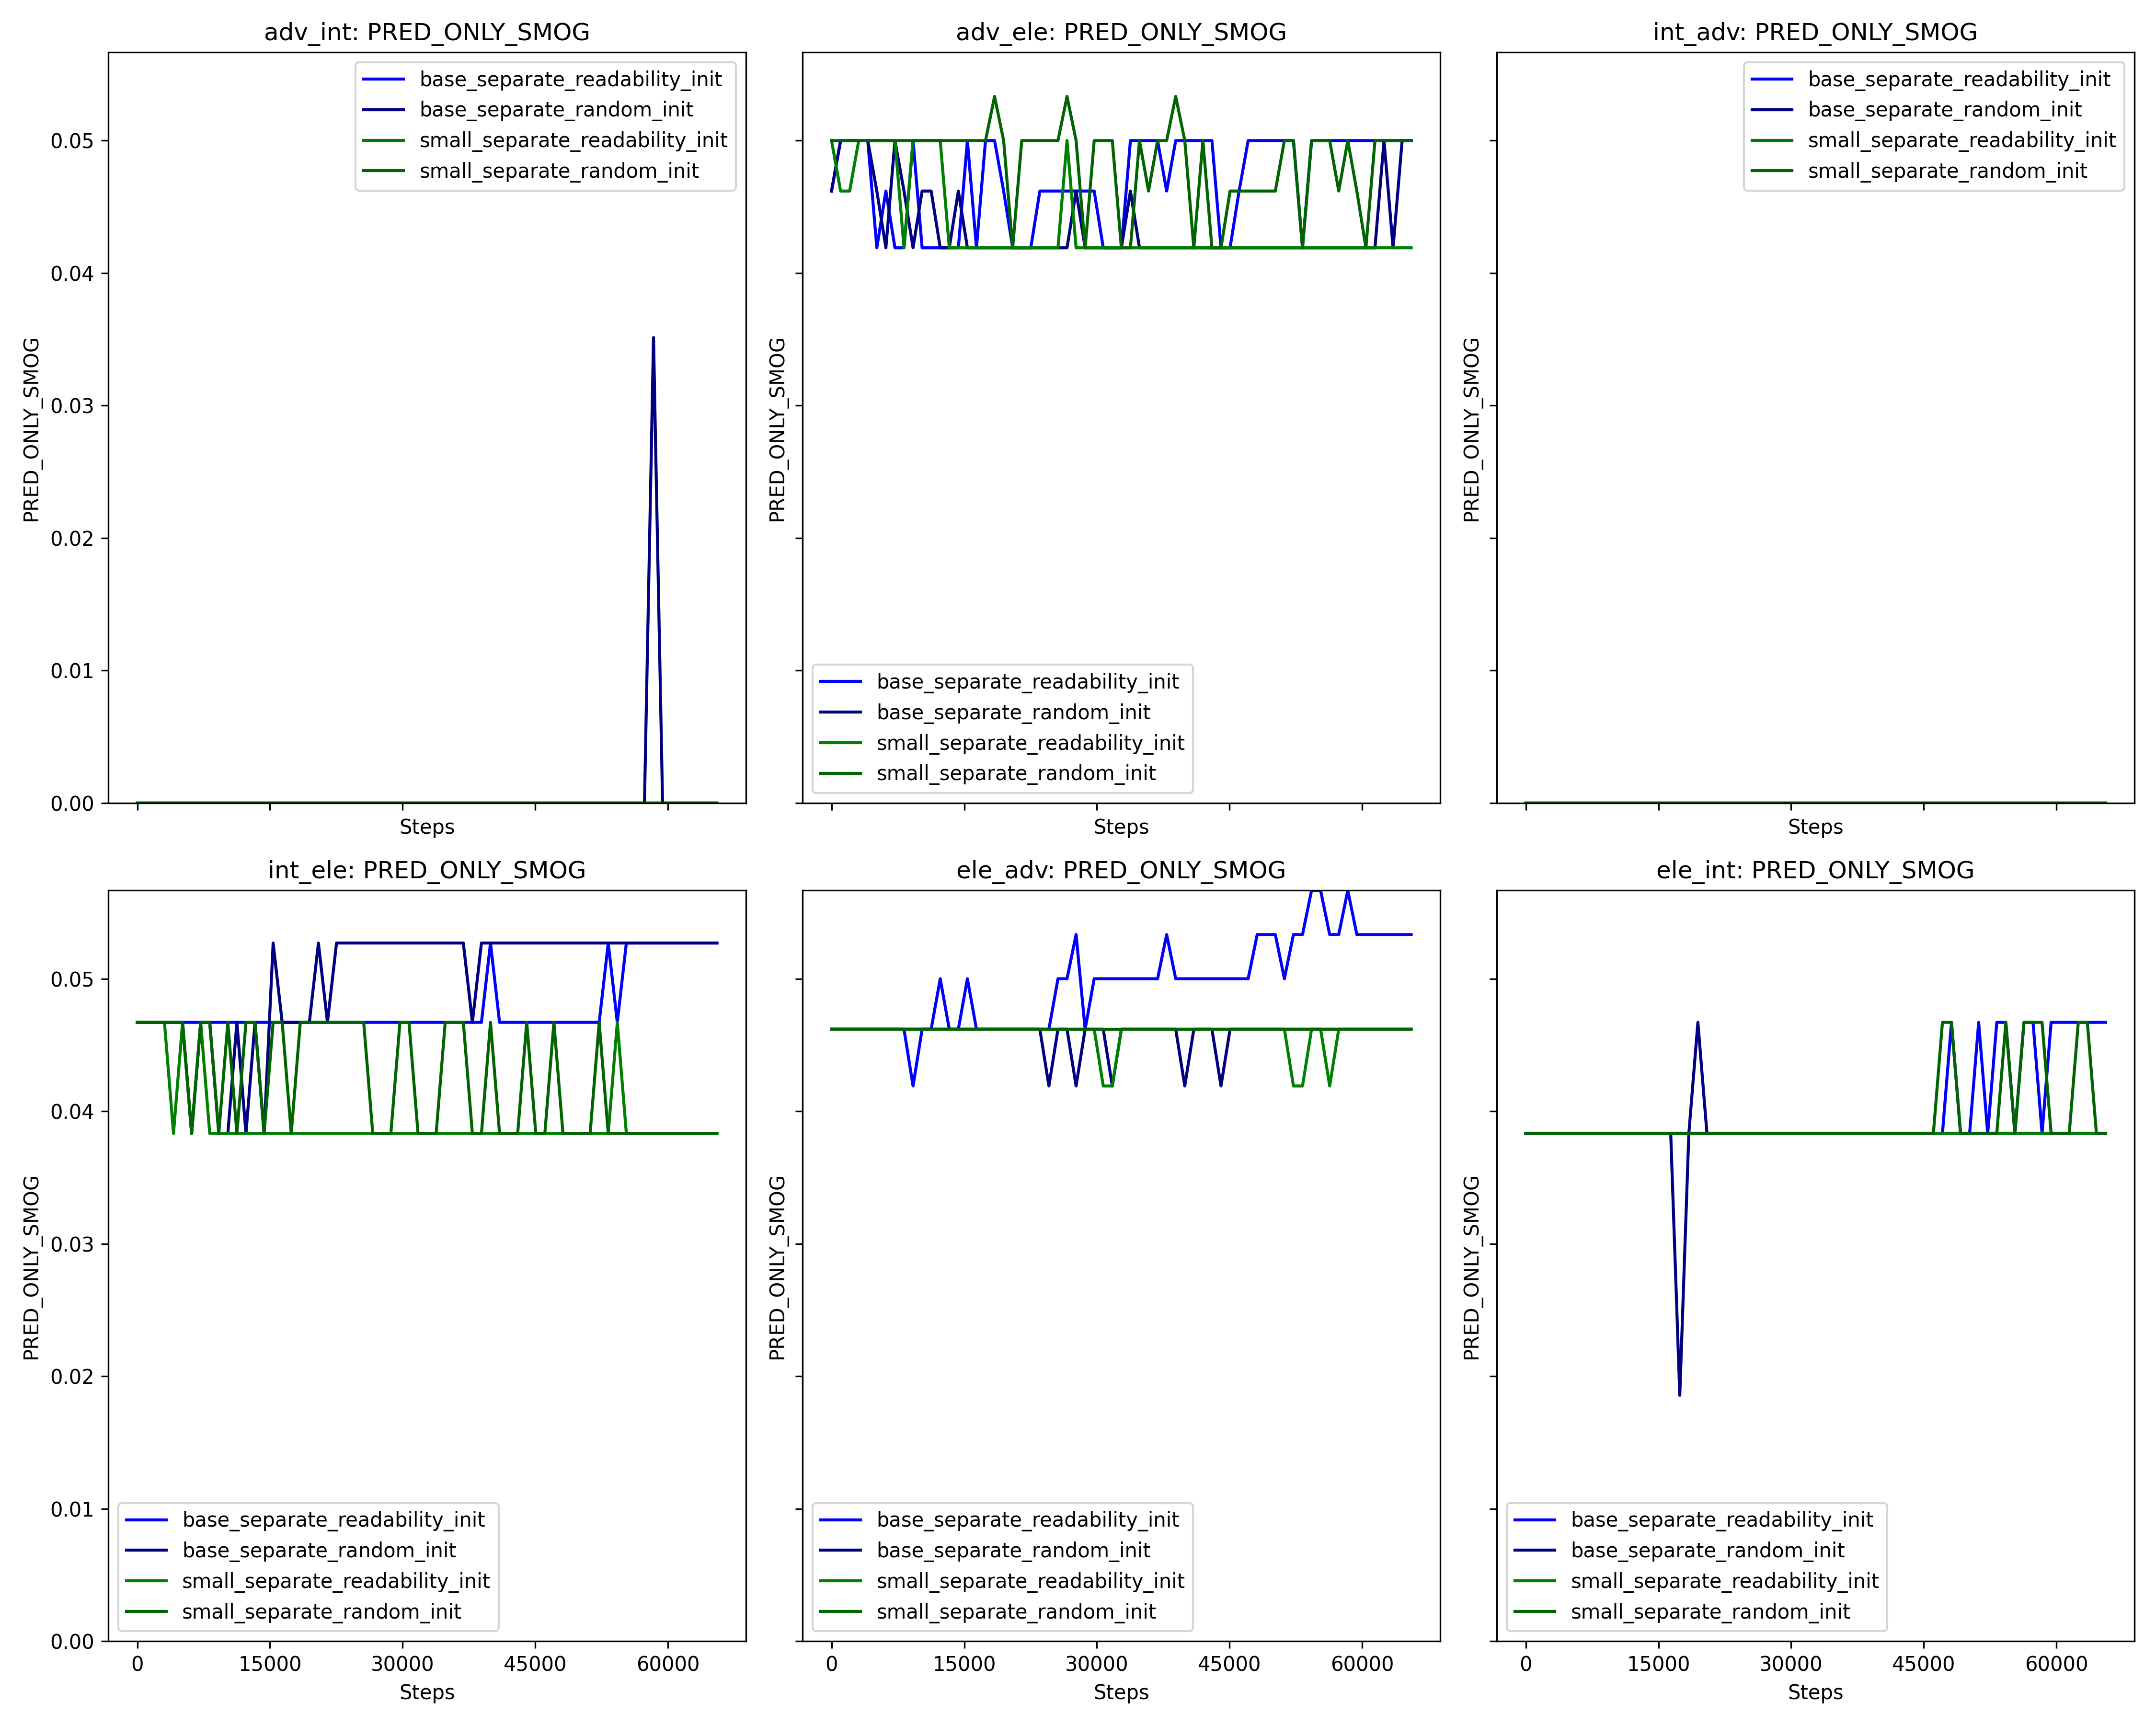 adv_int: PRED_ONLY_SMOG
adv_ele: PRED_ONLY_SMOG
int_adv: PRED_ONLY_SMOG
PRED_ONLY_SMOG
0.05
0.04
0.03
0.02
0.01
0.00
base_separate_readability_init
base_separate_random_init
small_separate_readability_init
small_separate_random_init
Steps
PRED_ONLY_SMOG
base_separate_readability_init
base_separate_random_init
small_separate_readability_init
small_separate_random_init
Steps
PRED_ONLY_SMOG
base_separate_readability_init
base_separate_random_init
small_separate_readability_init
small_separate_random_init
Steps
int_ele: PRED_ONLY_SMOG
ele_adv: PRED_ONLY_SMOG
ele_int: PRED_ONLY_SMOG
PRED_ONLY_SMOG
0.05
0.04
0.03
0.02
0.01
0.00
base_separate_readability_init
base_separate_random_init
small_separate_readability_init
small_separate_random_init
0 15000 30000 45000 60000
Steps
PRED_ONLY_SMOG
base_separate_readability_init
base_separate_random_init
small_separate_readability_init
small_separate_random_init
0 15000 30000 45000 60000
Steps
PRED_ONLY_SMOG
base_separate_readability_init
base_separate_random_init
small_separate_readability_init
small_separate_random_init
0 15000 30000 45000 60000
Steps